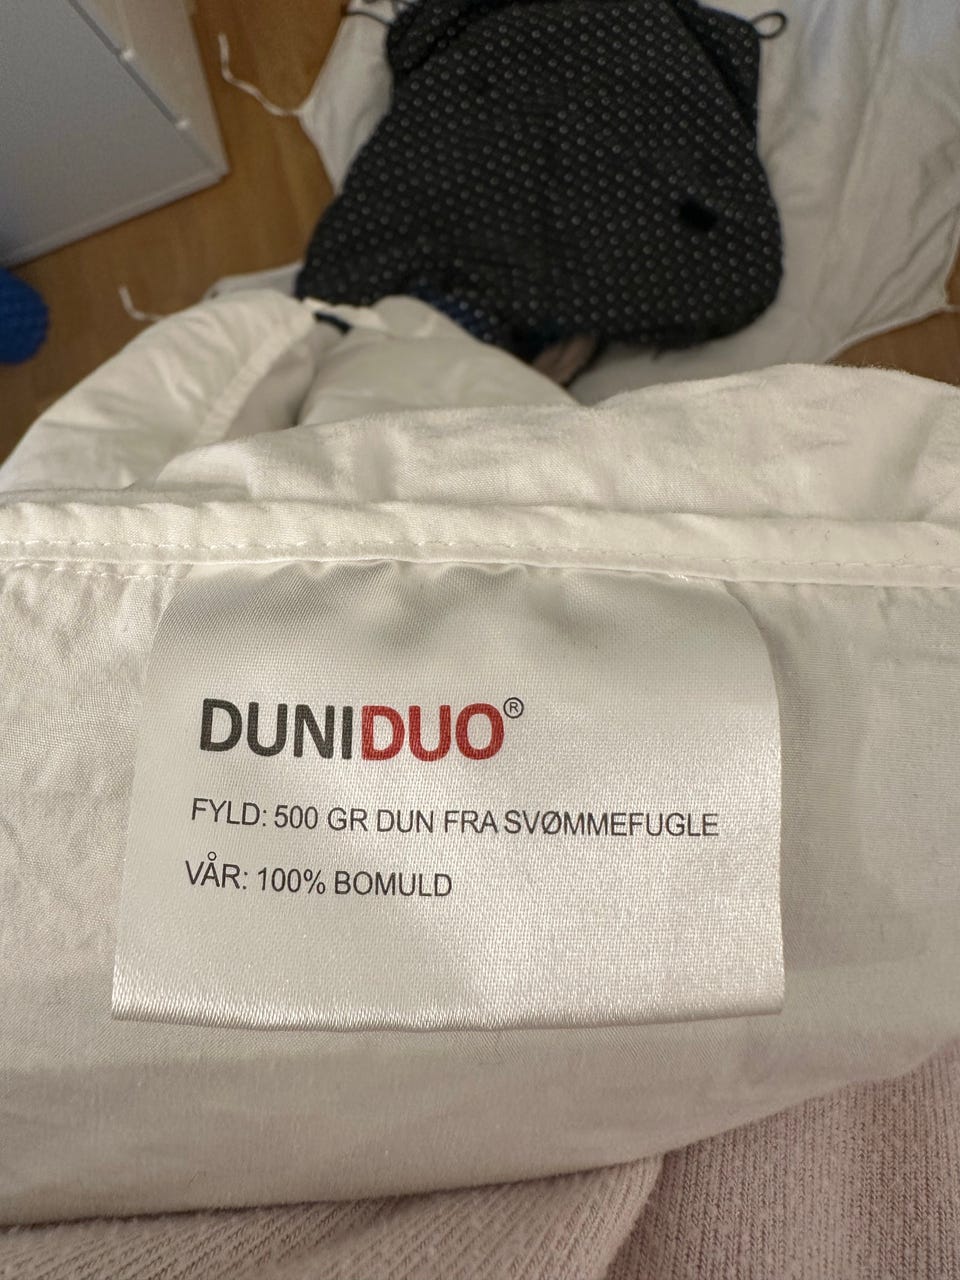 DUNIDUO®
FYLD: 500 GR DUN FRA SVØMMEFUGLE
VÅR: 100% BOMULD